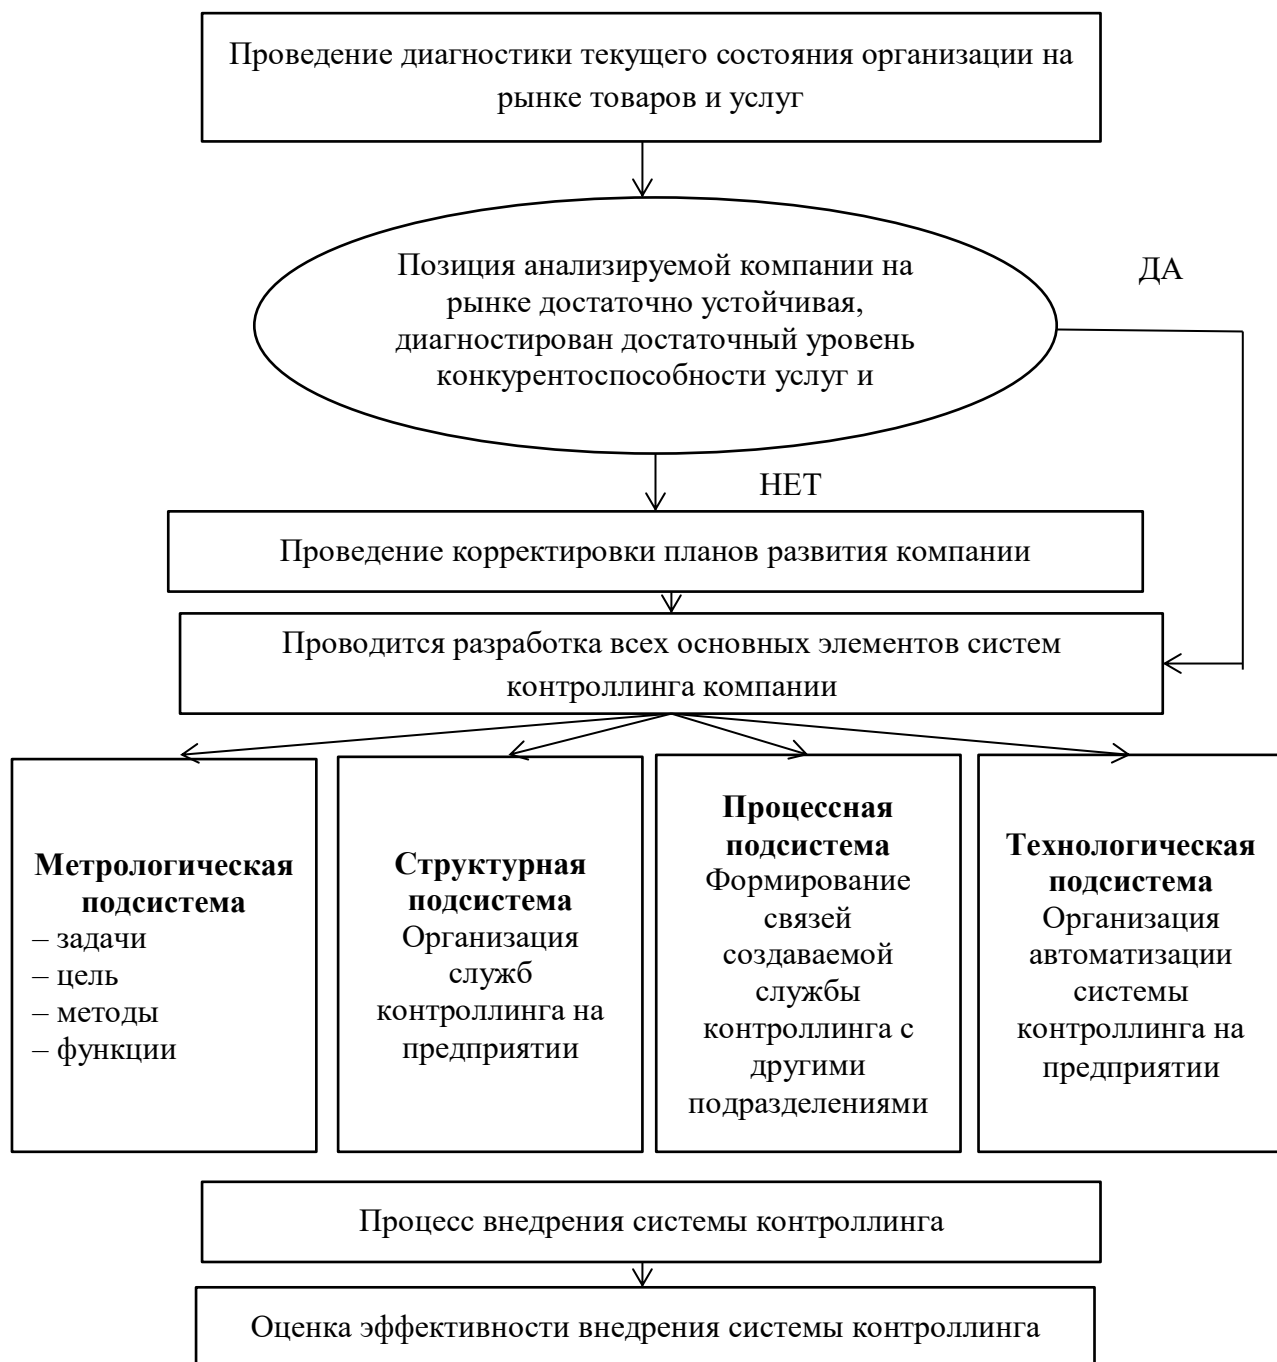 Проведение диагностики текущего состояния организации на
рынке товаров и услуг
Позиция анализируемой компании на
рынке достаточно устойчивая,
диагностирован достаточный уровень
конкурентоспособности услуг и
ДА
НЕТ
Проведение корректировки планов развития компании
Проводится разработка всех основных элементов систем
контроллинга компании
Метрологическая
подсистема
– задачи
– цель
– методы
– функции
Структурная
подсистема
Организация
служб
контроллинга на
предприятии
Процессная
подсистема
Формирование
связей
создаваемой
службы
контроллинга с
другими
подразделениями
Технологическая
подсистема
Организация
автоматизации
системы
контроллинга на
предприятии
Процесс внедрения системы контроллинга
Оценка эффективности внедрения системы контроллинга